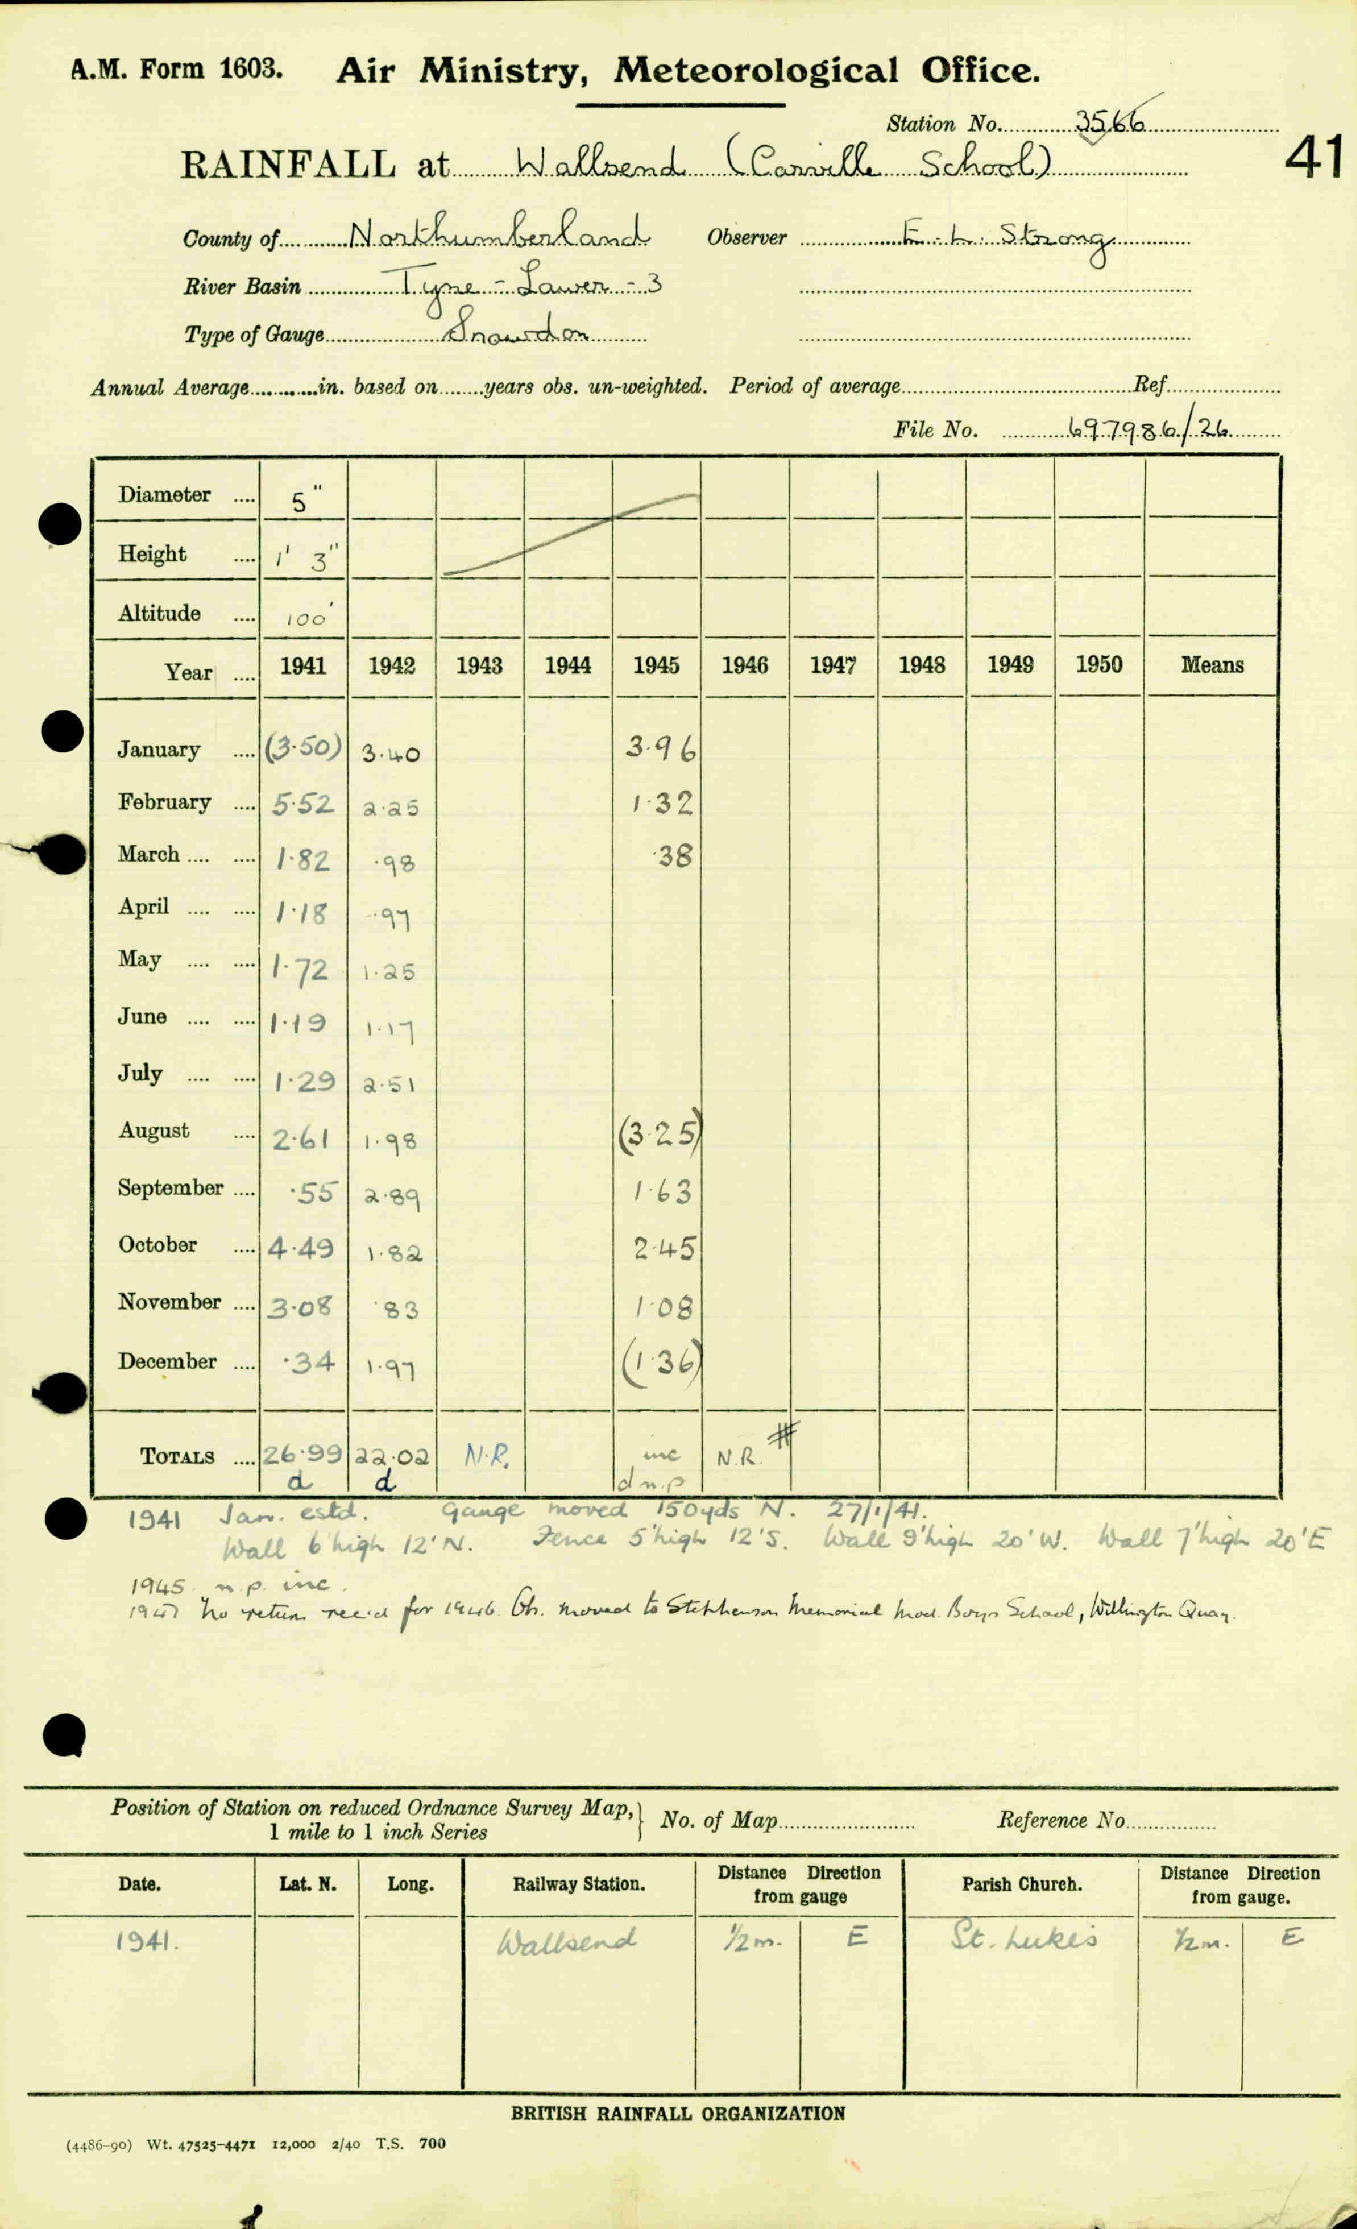 A.M. Form 1603. Air Ministry, Meteorological Office.
Station No. 3566
41
RAINFALL at Wallsend (Carville School)
County of Northumberland Observer E. L. Strong
River Basin Tyne - Lower - 3
Type of Gauge Snowdon
Annual Average in. based on years obs. un-weighted. Period of average Ref.
File No. 697986/26
Diameter .... 5"
Height .... 1' 3"
Altitude .... 100'
Year .... 1941 1942 1943 1944 1945 1946 1947 1948 1949 1950 Means
January .... (3.50) 3.40 3.96
February .... 5.52 2.25 1.32
March .... .... 1.82 .98 .38
April .... .... 1.18 .97
May .... .... 1.72 1.25
June .... .... 1.19 1.17
July .... .... 1.29 2.51
August .... 2.61 1.98 (3.25)
September .... .55 2.89 1.63
October .... 4.49 1.82 2.45
November .... 3.08 .83 1.08
December .... .34 1.97 (1.36)
TOTALS .... 26.99 22.02 N.R. inc N.R. #
d d d n.p
1941 Jan. estd. Gauge moved 150yds N. 27/1/41.
Wall 6'high 12'N. Fence 5'high 12'S. Wall 9'high 20'W. Wall 7'high 20'E
1945 n.p. inc.
1947 No return rec'd for 1946. Ob. moved to Stephenson Memorial Mod. Boys School, Willington Quay.
Position of Station on reduced Ordnance Survey Map, } No. of Map Reference No.
1 mile to 1 inch Series
Date. Lat. N. Long. Railway Station. Distance Direction from gauge Parish Church. Distance Direction from gauge.
1941. Wallsend 1/2 m. E St. Luke's 1/2 m. E
BRITISH RAINFALL ORGANIZATION
(4486-90) Wt. 47525-4471 12,000 2/40 T.S. 700